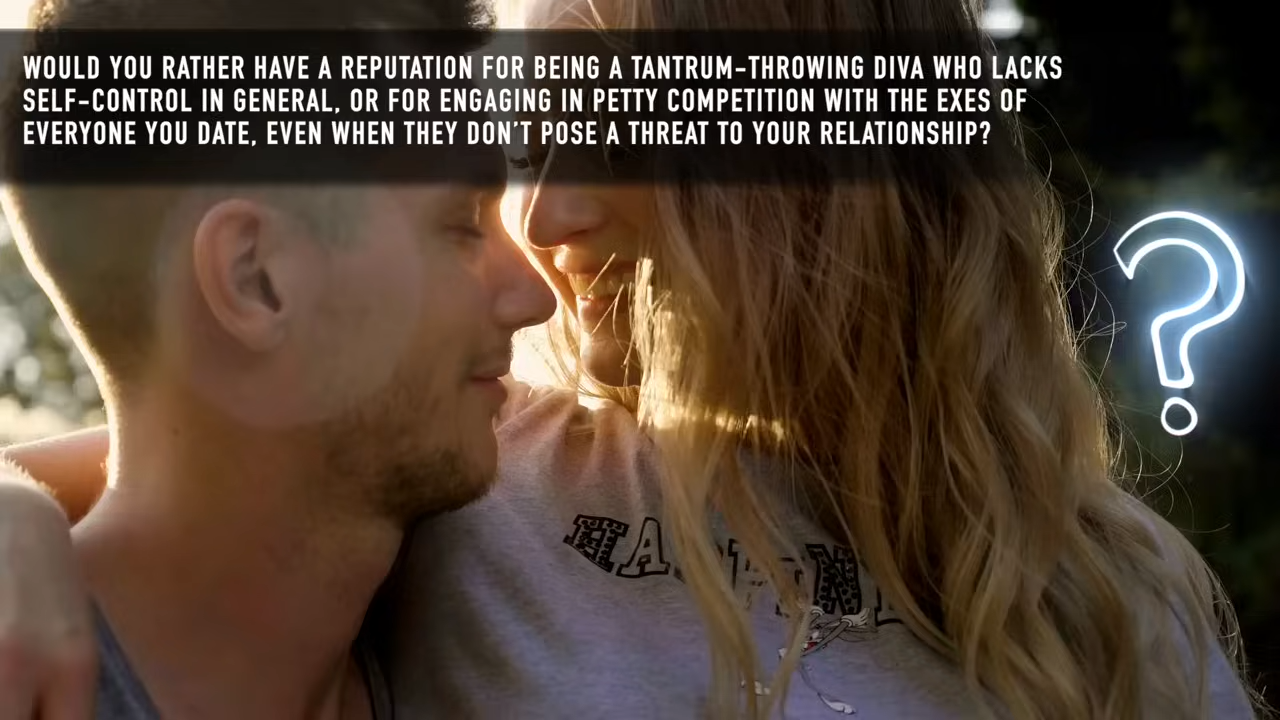 WOULD YOU RATHER HAVE A REPUTATION FOR BEING A TANTRUM-THROWING DIVA WHO LACKS
SELF-CONTROL IN GENERAL, OR FOR ENGAGING IN PETTY COMPETITION WITH THE EXES OF
EVERYONE YOU DATE, EVEN WHEN THEY DON’T POSE A THREAT TO YOUR RELATIONSHIP?
?